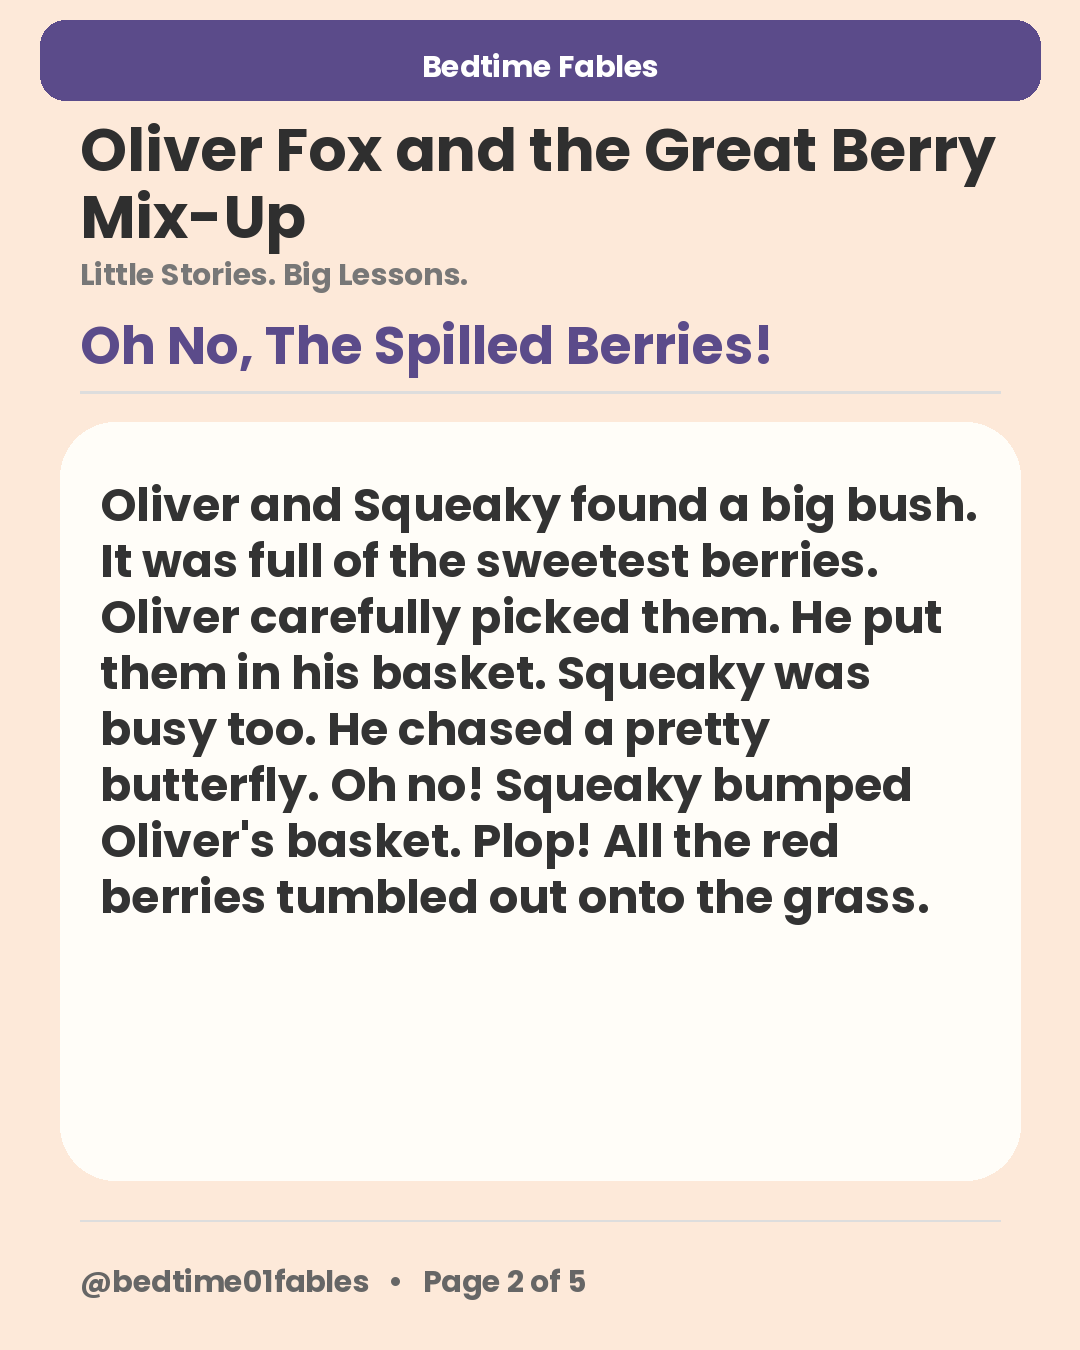 Bedtime Fables
Oliver Fox and the Great Berry
Mix-Up
Little Stories. Big Lessons.
Oh No, The Spilled Berries!
Oliver and Squeaky found a big bush.
It was full of the sweetest berries.
Oliver carefully picked them. He put
them in his basket. Squeaky was
busy too. He chased a pretty
butterfly. Oh no! Squeaky bumped
Oliver's basket. Plop! All the red
berries tumbled out onto the grass.
@bedtime01fables • Page 2 of 5